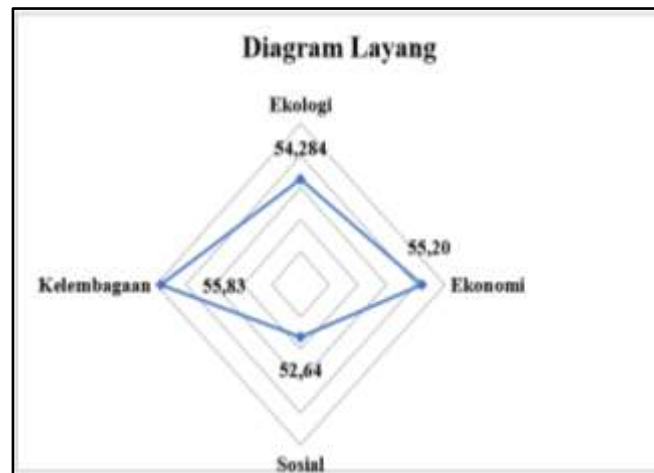 Diagram Layang
Ekologi
54,284
55,20
Kelembagaan
55,83
Ekonomi
52,64
Sosial